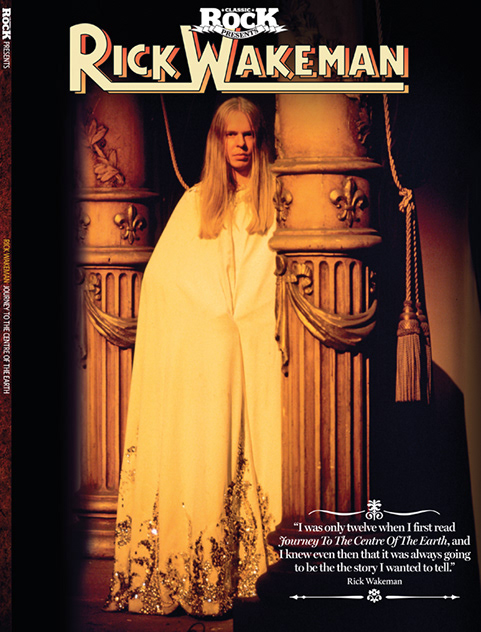 CLASSIC
ROCK
PRESENTS
RICK WAKEMAN
ROCK PRESENTS
RICK WAKEMAN JOURNEY TO THE CENTRE OF THE EARTH
“I was only twelve when I first read
Journey To The Centre Of The Earth, and
I knew even then that it was always going
to be the the story I wanted to tell.”
Rick Wakeman